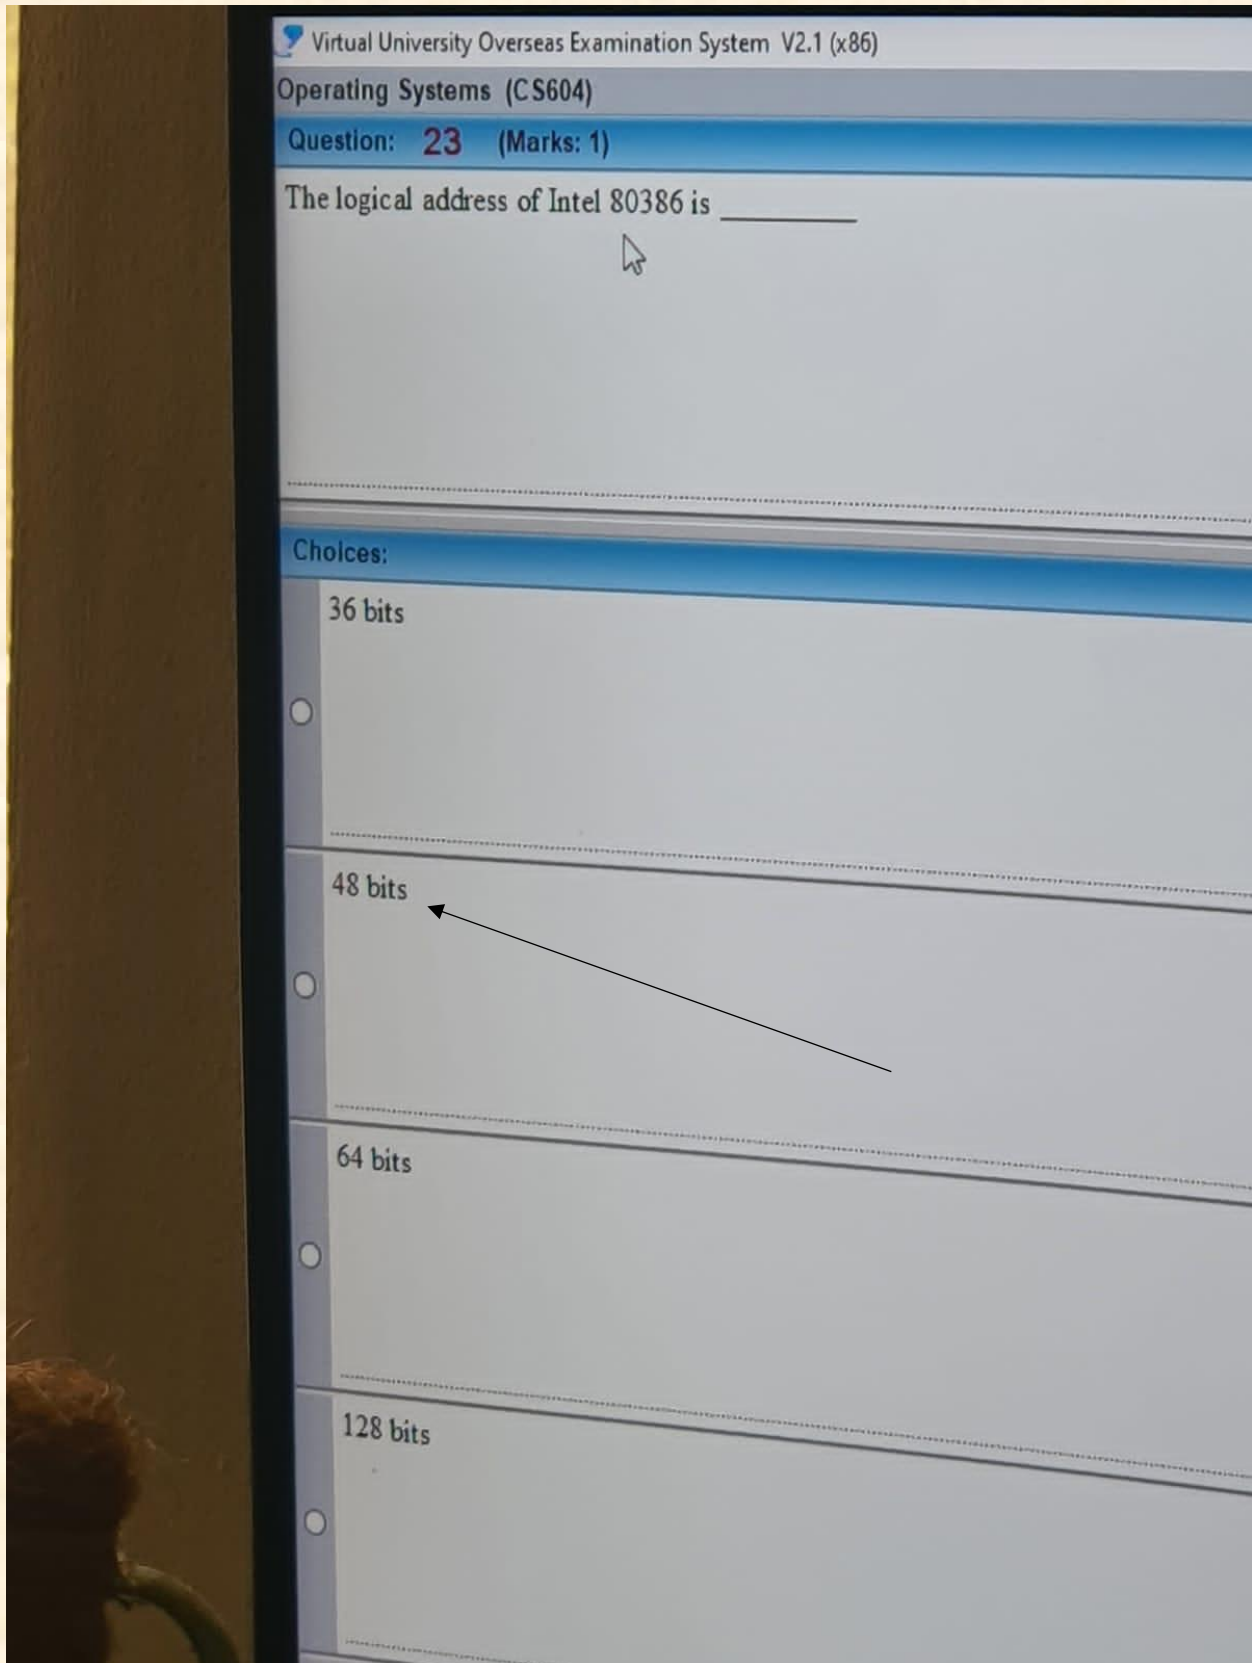 Virtual University Overseas Examination System V2.1 (x86)
Operating Systems (CS604)
Question: 23 (Marks: 1)
The logical address of Intel 80386 is ________
Choices:
36 bits
48 bits
64 bits
128 bits